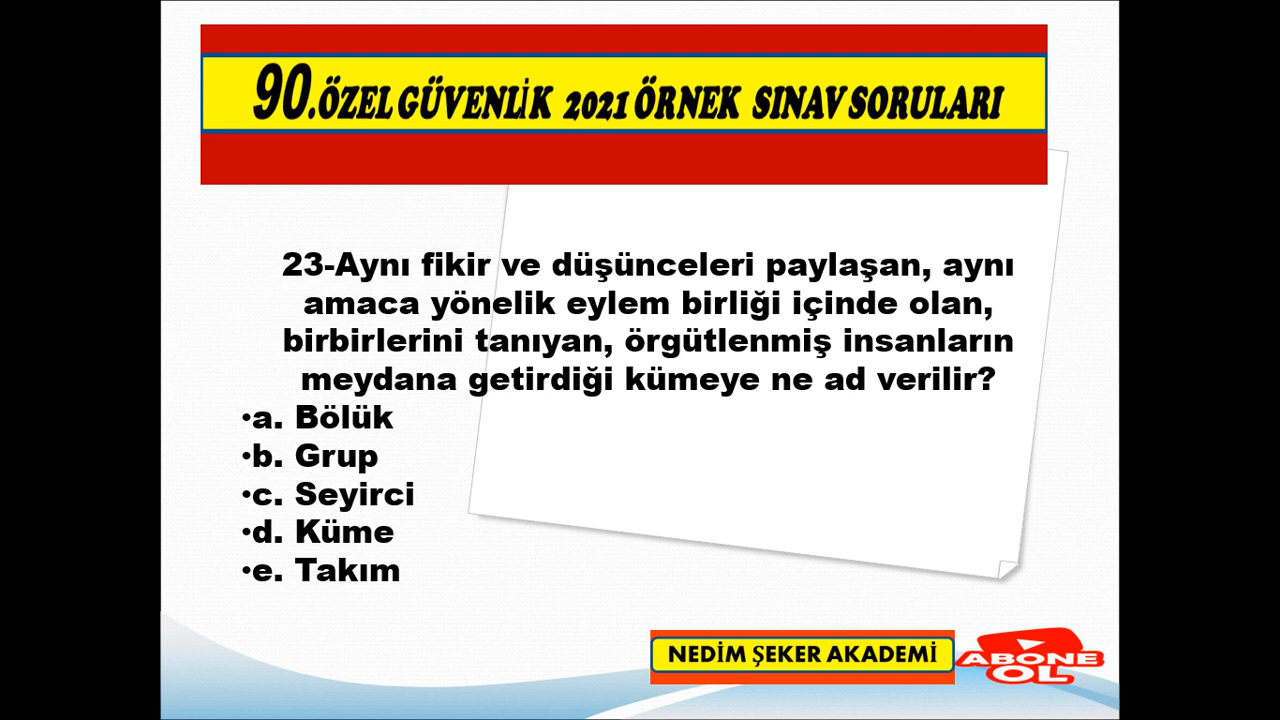 90.ÖZEL GÜVENLİK 2021 ÖRNEK SINAV SORULARI
23-Aynı fikir ve düşünceleri paylaşan, aynı
amaca yönelik eylem birliği içinde olan,
birbirlerini tanıyan, örgütlenmiş insanların
meydana getirdiği kümeye ne ad verilir?
•a. Bölük
•b. Grup
•c. Seyirci
•d. Küme
•e. Takım
NEDİM ŞEKER AKADEMİ
ABONE
OL